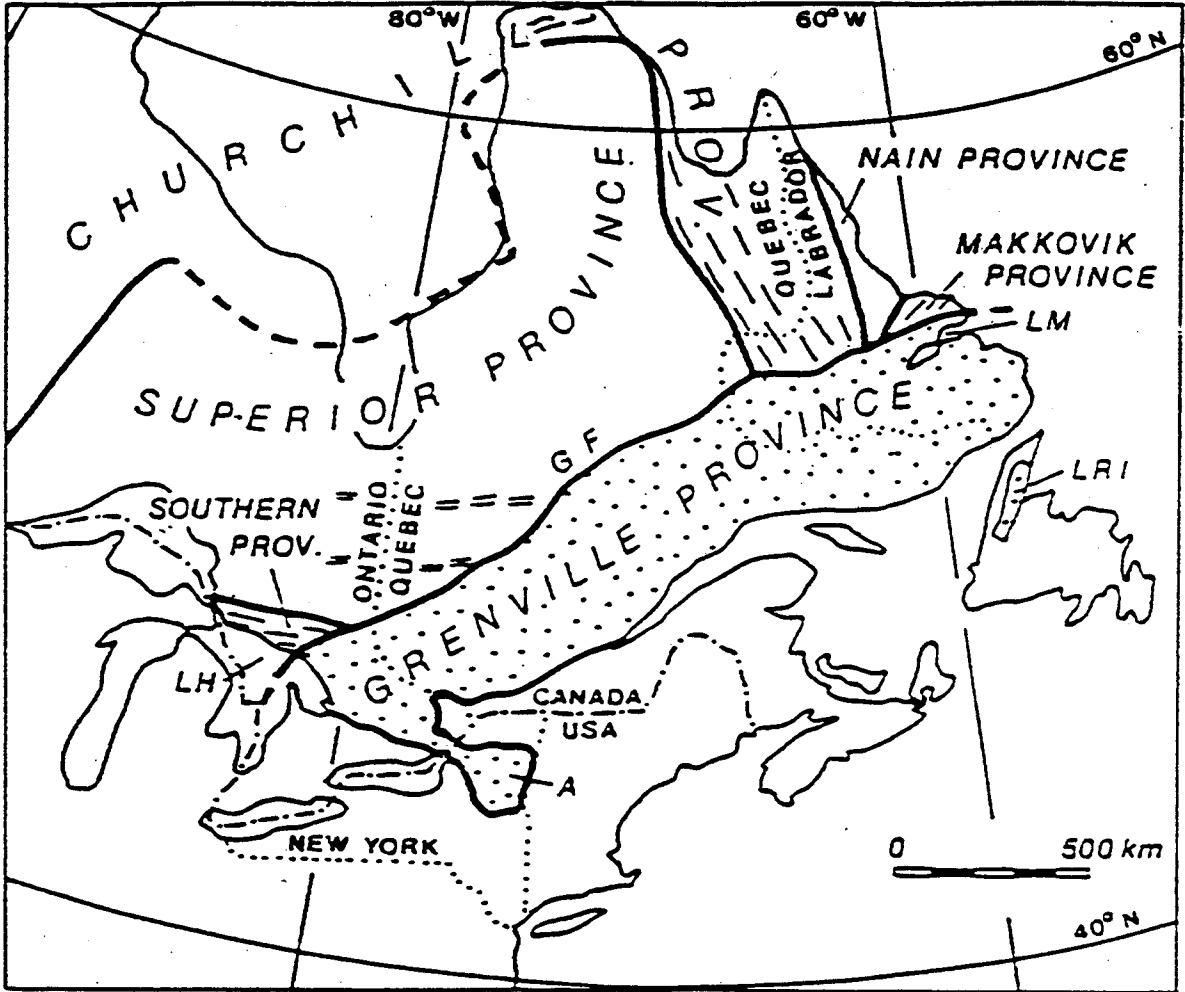 80°W
60°W
60°N
CHURCHILL
PROV.
SUPERIOR PROVINCE
QUEBEC
LABRADOR
NAIN PROVINCE
MAKKOVIK
PROVINCE
LM
GRENVILLE PROVINCE
GF
LRI
SOUTHERN
PROV.
ONTARIO
QUEBEC
LH
CANADA
USA
A
NEW YORK
0 500 km
40°N